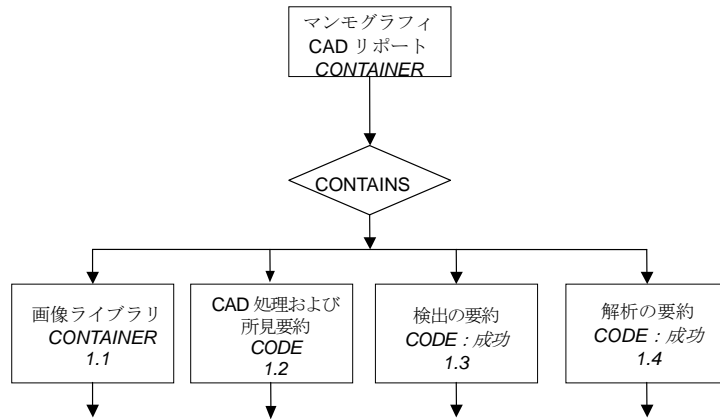 マンモグラフィ
CAD リポート
CONTAINER
CONTAINS
画像ライブラリ
CONTAINER
1.1
CAD 処理および
所見要約
CODE
1.2
検出の要約
CODE : 成功
1.3
解析の要約
CODE : 成功
1.4